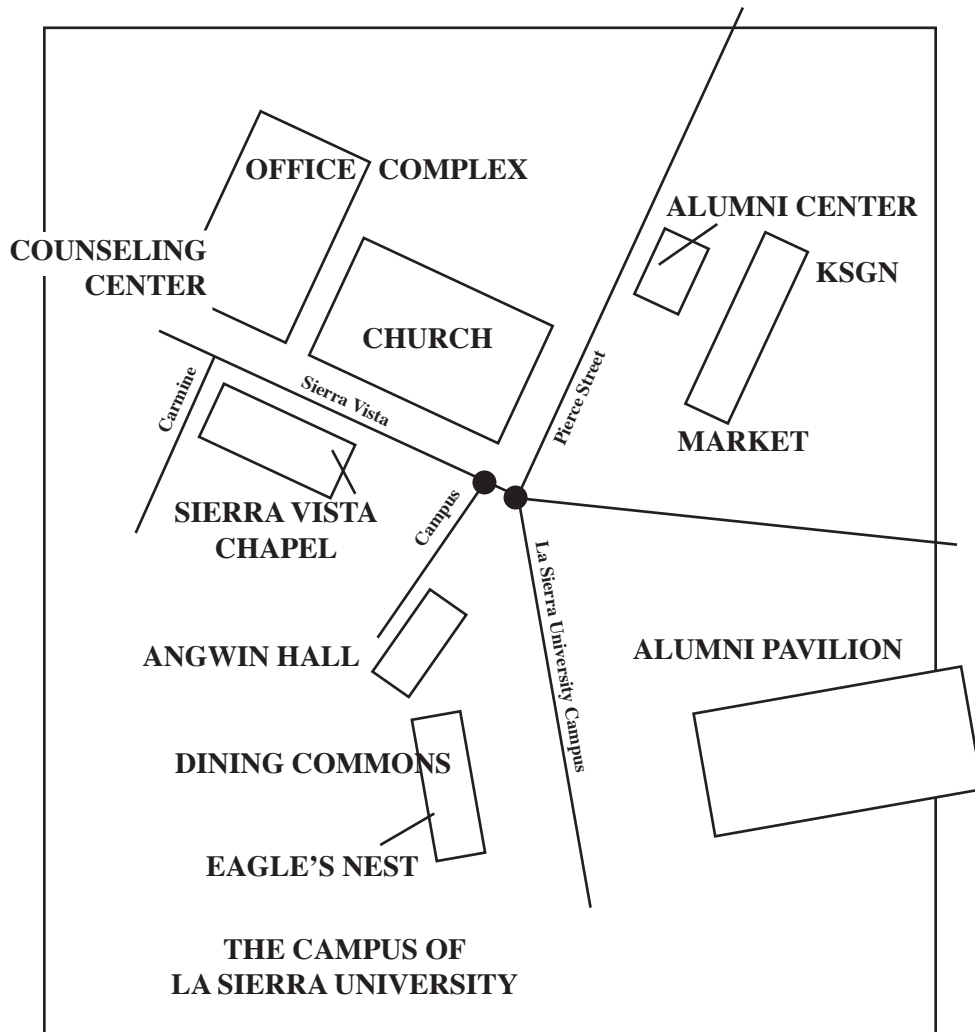 OFFICE COMPLEX
ALUMNI CENTER
COUNSELING
CENTER
KSGN
CHURCH
Sierra Vista
Carmine
Pierce Street
MARKET
SIERRA VISTA
CHAPEL
Campus
La Sierra University Campus
ANGWIN HALL
ALUMNI PAVILION
DINING COMMONS
EAGLE'S NEST
THE CAMPUS OF
LA SIERRA UNIVERSITY